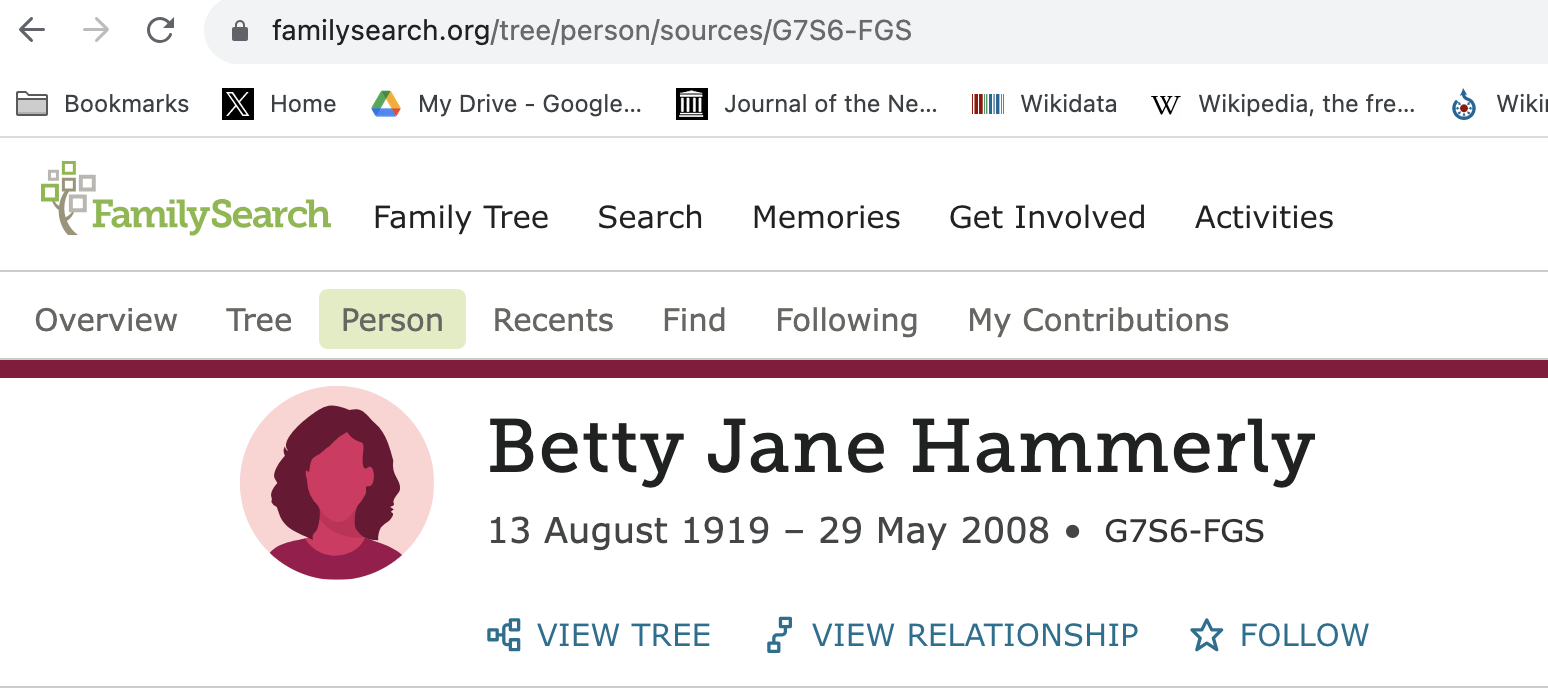 familysearch.org/tree/person/sources/G7S6-FGS
Bookmarks Home My Drive - Google... Journal of the Ne... Wikidata W Wikipedia, the fre... Wikin
FamilySearch Family Tree Search Memories Get Involved Activities
Overview Tree Person Recents Find Following My Contributions
Betty Jane Hammerly
13 August 1919 – 29 May 2008 • G7S6-FGS
VIEW TREE VIEW RELATIONSHIP FOLLOW